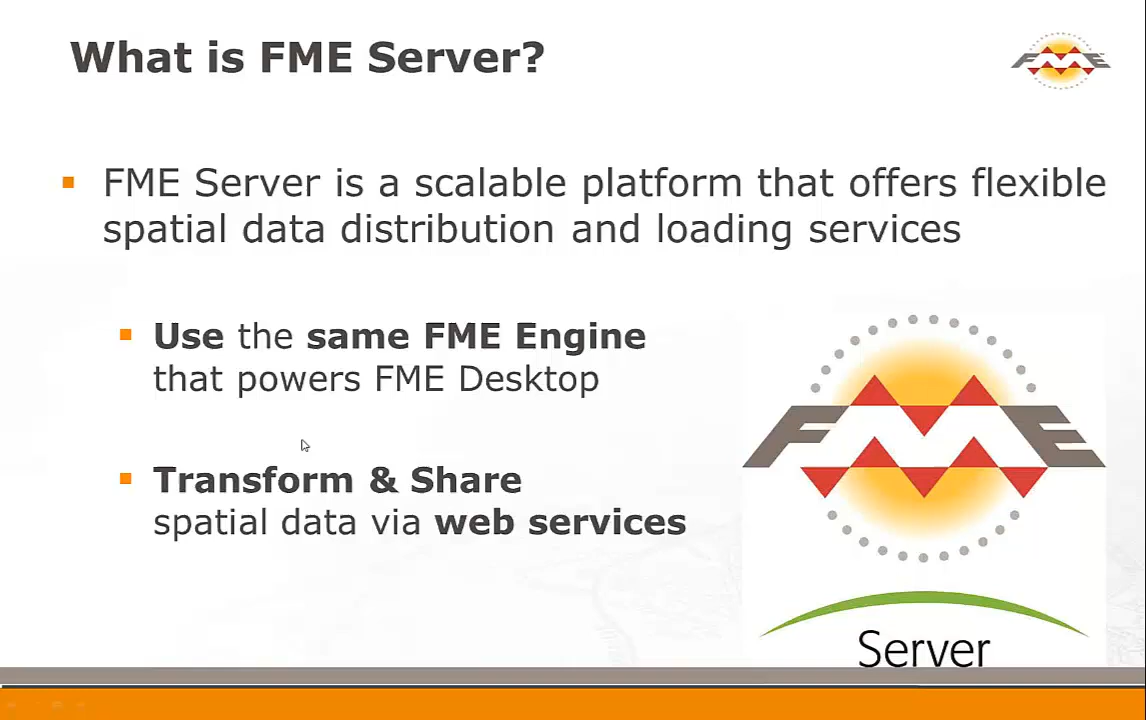 What is FME Server?
FME
FME Server is a scalable platform that offers flexible
spatial data distribution and loading services
Use the same FME Engine
that powers FME Desktop
Transform & Share
spatial data via web services
FME
Server